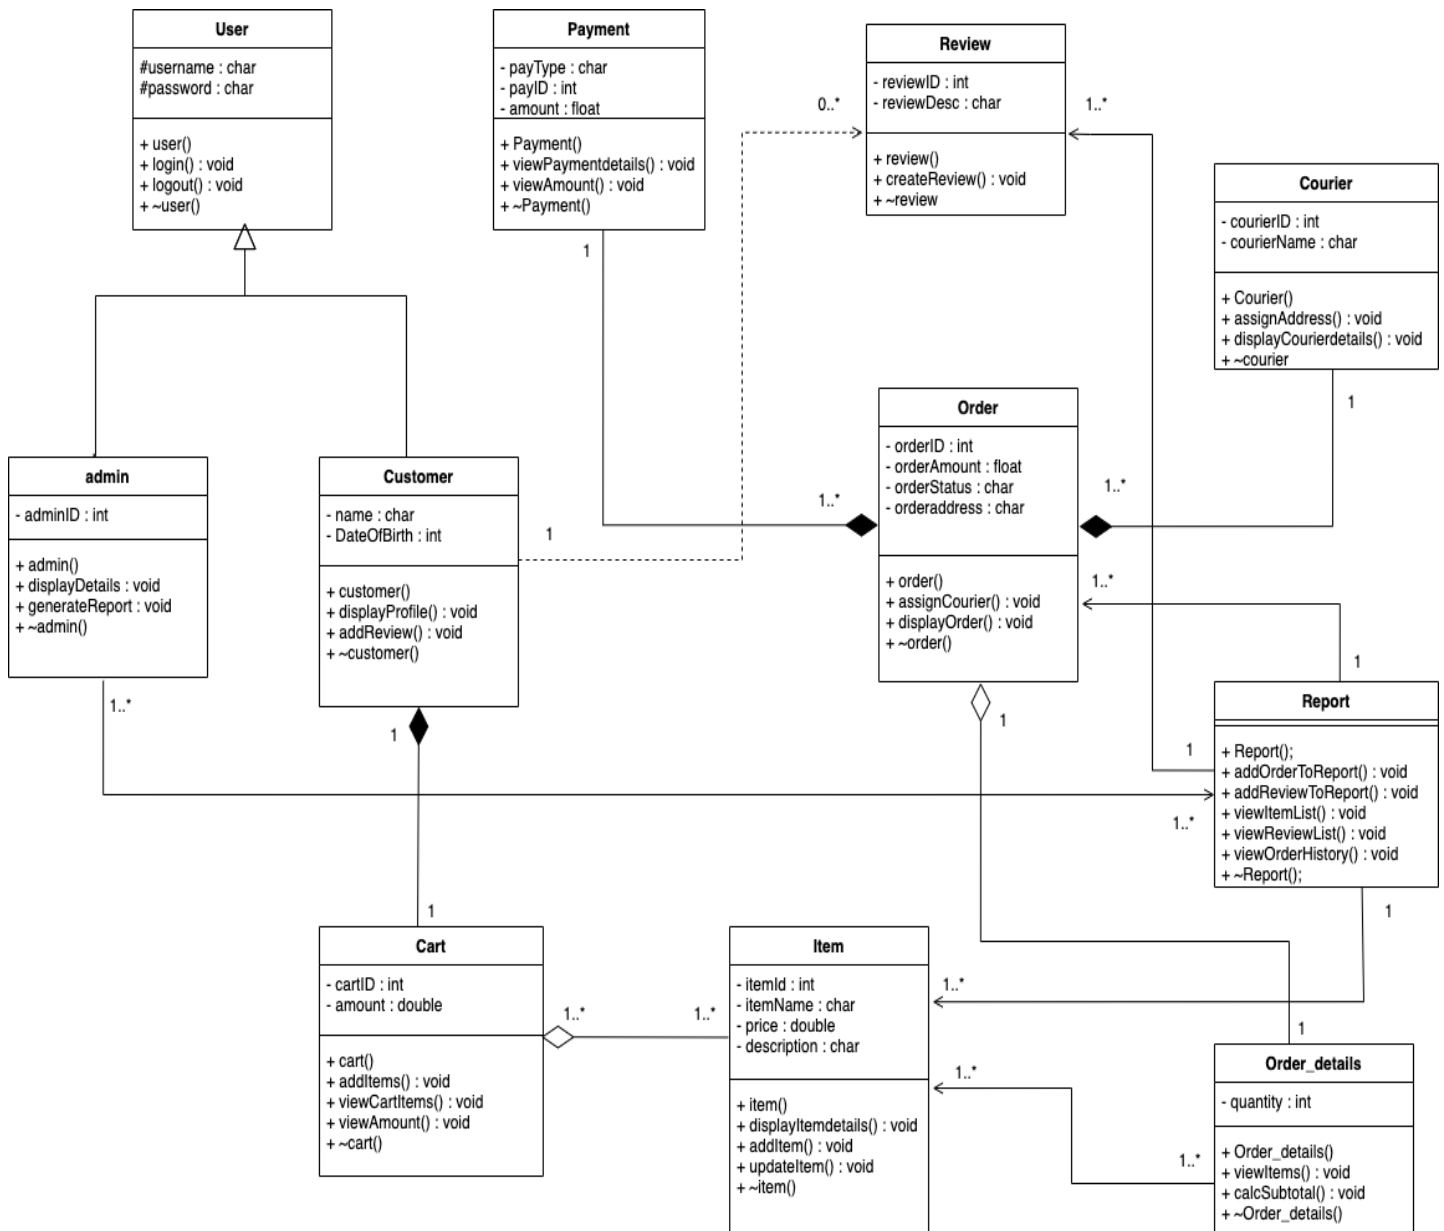 User
#username : char
#password : char
+ user()
+ login() : void
+ logout() : void
+ ~user()
Payment
- payType : char
- payID : int
- amount : float
+ Payment()
+ viewPaymentdetails() : void
+ viewAmount() : void
+ ~Payment()
1
Review
- reviewID : int
- reviewDesc : char
+ review()
+ createReview() : void
+ ~review
0..*
1..*
Courier
- courierID : int
- courierName : char
+ Courier()
+ assignAddress() : void
+ displayCourierdetails() : void
+ ~courier
1
admin
- adminID : int
+ admin()
+ displayDetails : void
+ generateReport : void
+ ~admin()
1..*
Customer
- name : char
- DateOfBirth : int
+ customer()
+ displayProfile() : void
+ addReview() : void
+ ~customer()
1
1
Order
- orderID : int
- orderAmount : float
- orderStatus : char
- orderaddress : char
+ order()
+ assignCourier() : void
+ displayOrder() : void
+ ~order()
1..*
1..*
1..*
1
1
Report
+ Report();
+ addOrderToReport() : void
+ addReviewToReport() : void
+ viewItemList() : void
+ viewReviewList() : void
+ viewOrderHistory() : void
+ ~Report();
1
1..*
1
1
Cart
- cartID : int
- amount : double
+ cart()
+ addItems() : void
+ viewCartItems() : void
+ viewAmount() : void
+ ~cart()
1..*
1..*
Item
- itemId : int
- itemName : char
- price : double
- description : char
+ item()
+ displayItemdetails() : void
+ addItem() : void
+ updateItem() : void
+ ~item()
1..*
1..*
1
Order_details
- quantity : int
+ Order_details()
+ viewItems() : void
+ calcSubtotal() : void
+ ~Order_details()
1..*